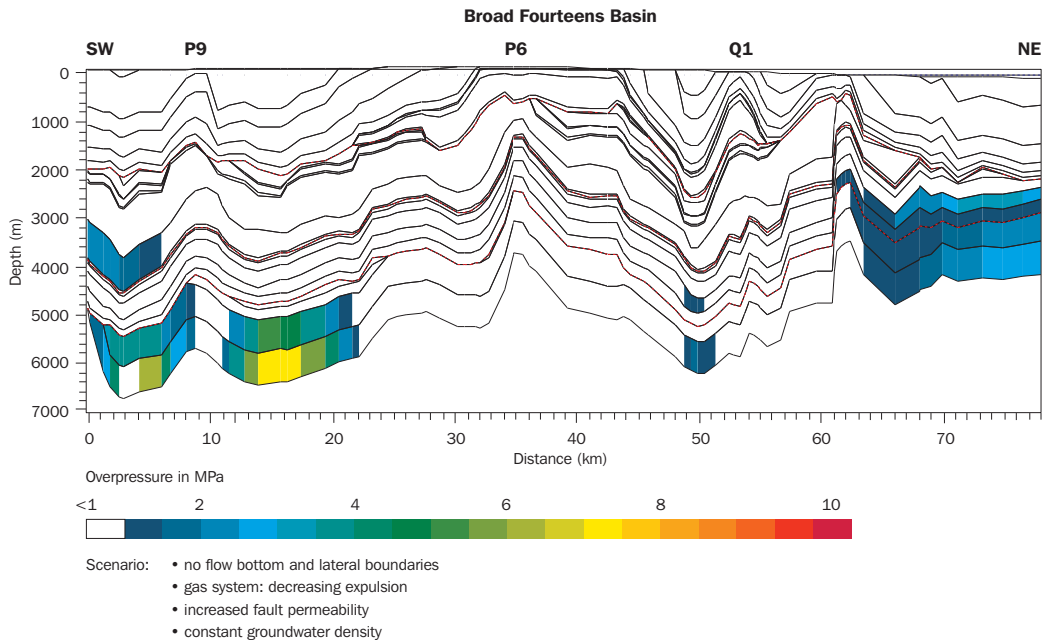 Broad Fourteens Basin
SW P9 P6 Q1 NE
0
1000
2000
3000
4000
5000
6000
7000
Depth (m)
0 10 20 30 40 50 60 70
Distance (km)
Overpressure in MPa
<1 2 4 6 8 10
Scenario: • no flow bottom and lateral boundaries
• gas system: decreasing expulsion
• increased fault permeability
• constant groundwater density